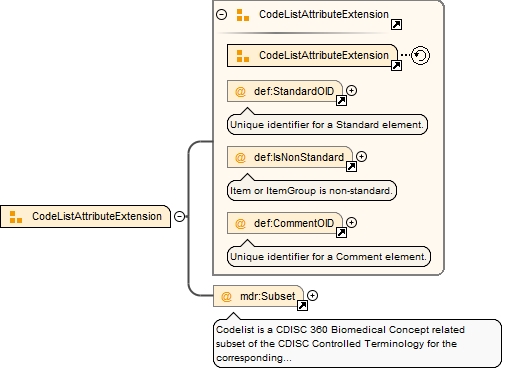 CodeListAttributeExtension
CodeListAttributeExtension
@ def:StandardOID
Unique identifier for a Standard element.
@ def:IsNonStandard
Item or ItemGroup is non-standard.
CodeListAttributeExtension
@ def:CommentOID
Unique identifier for a Comment element.
@ mdr:Subset
Codelist is a CDISC 360 Biomedical Concept related
subset of the CDISC Controlled Terminology for the
corresponding...